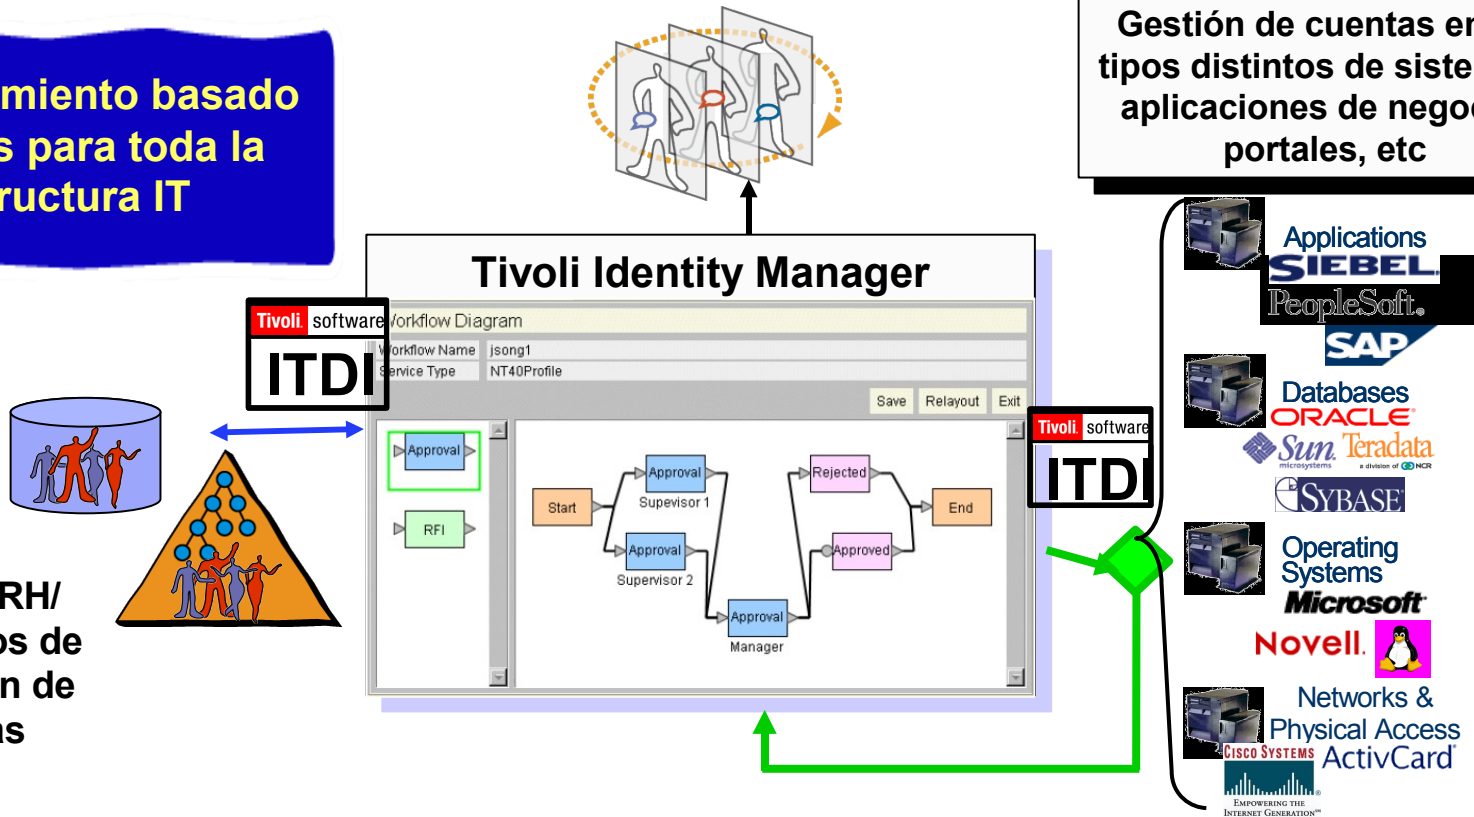 miento basado
s para toda la
ructura IT
Gestión de cuentas en
tipos distintos de siste
aplicaciones de nego
portales, etc
Tivoli Identity Manager
Tivoli. software
ITDI
Workflow Diagram
Workflow Name jsong1
Service Type NT40Profile
Save Relayout Exit
Approval
RFI
Start
Approval
Supervisor 1
Approval
Supervisor 2
Approval
Manager
Rejected
Approved
End
Tivoli. software
ITDI
RH/
os de
n de
as
Applications
SIEBEL.
PeopleSoft.
SAP
Databases
ORACLE
Sun.
microsystems
Teradata
a division of NCR
SYBASE
Operating
Systems
Microsoft
Novell.
Networks &
Physical Access
CISCO SYSTEMS
ActivCard
EMPOWERING THE
INTERNET GENERATION℠